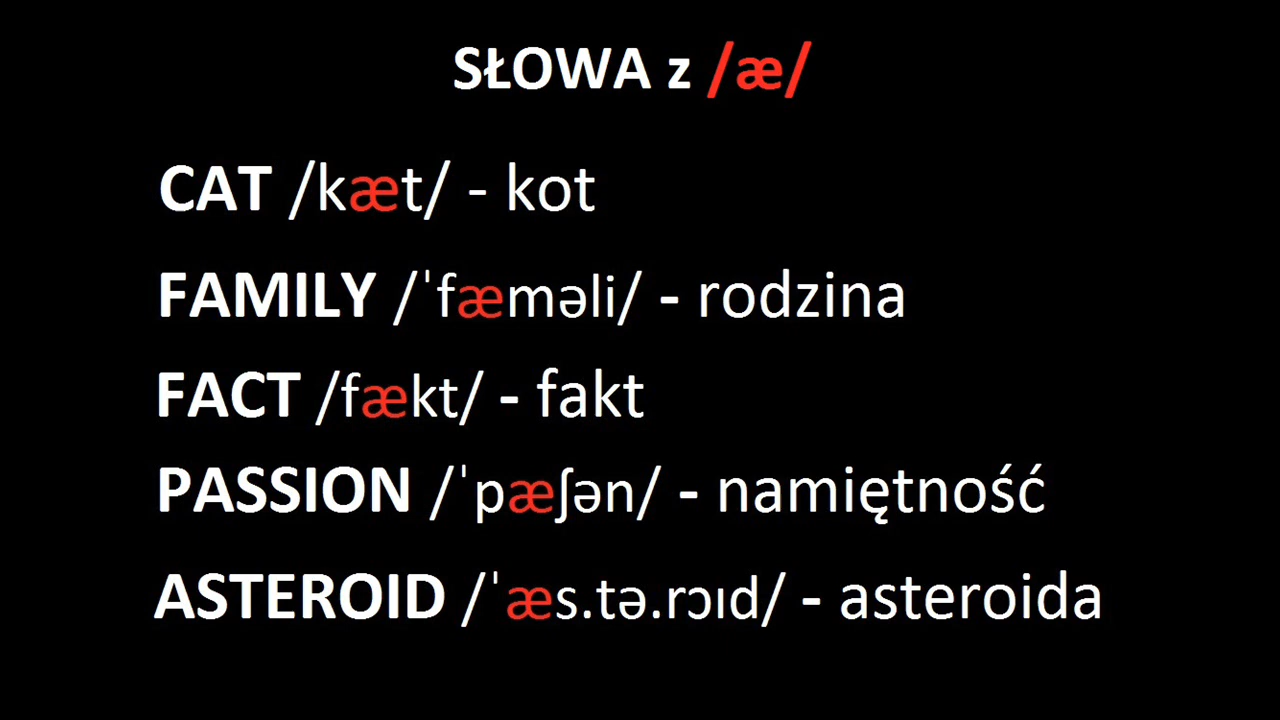 SŁOWA z /æ/
CAT /kæt/ - kot
FAMILY /ˈfæməli/ - rodzina
FACT /fækt/ - fakt
PASSION /ˈpæʃən/ - namiętność
ASTEROID /ˈæs.tə.rɔɪd/ - asteroida